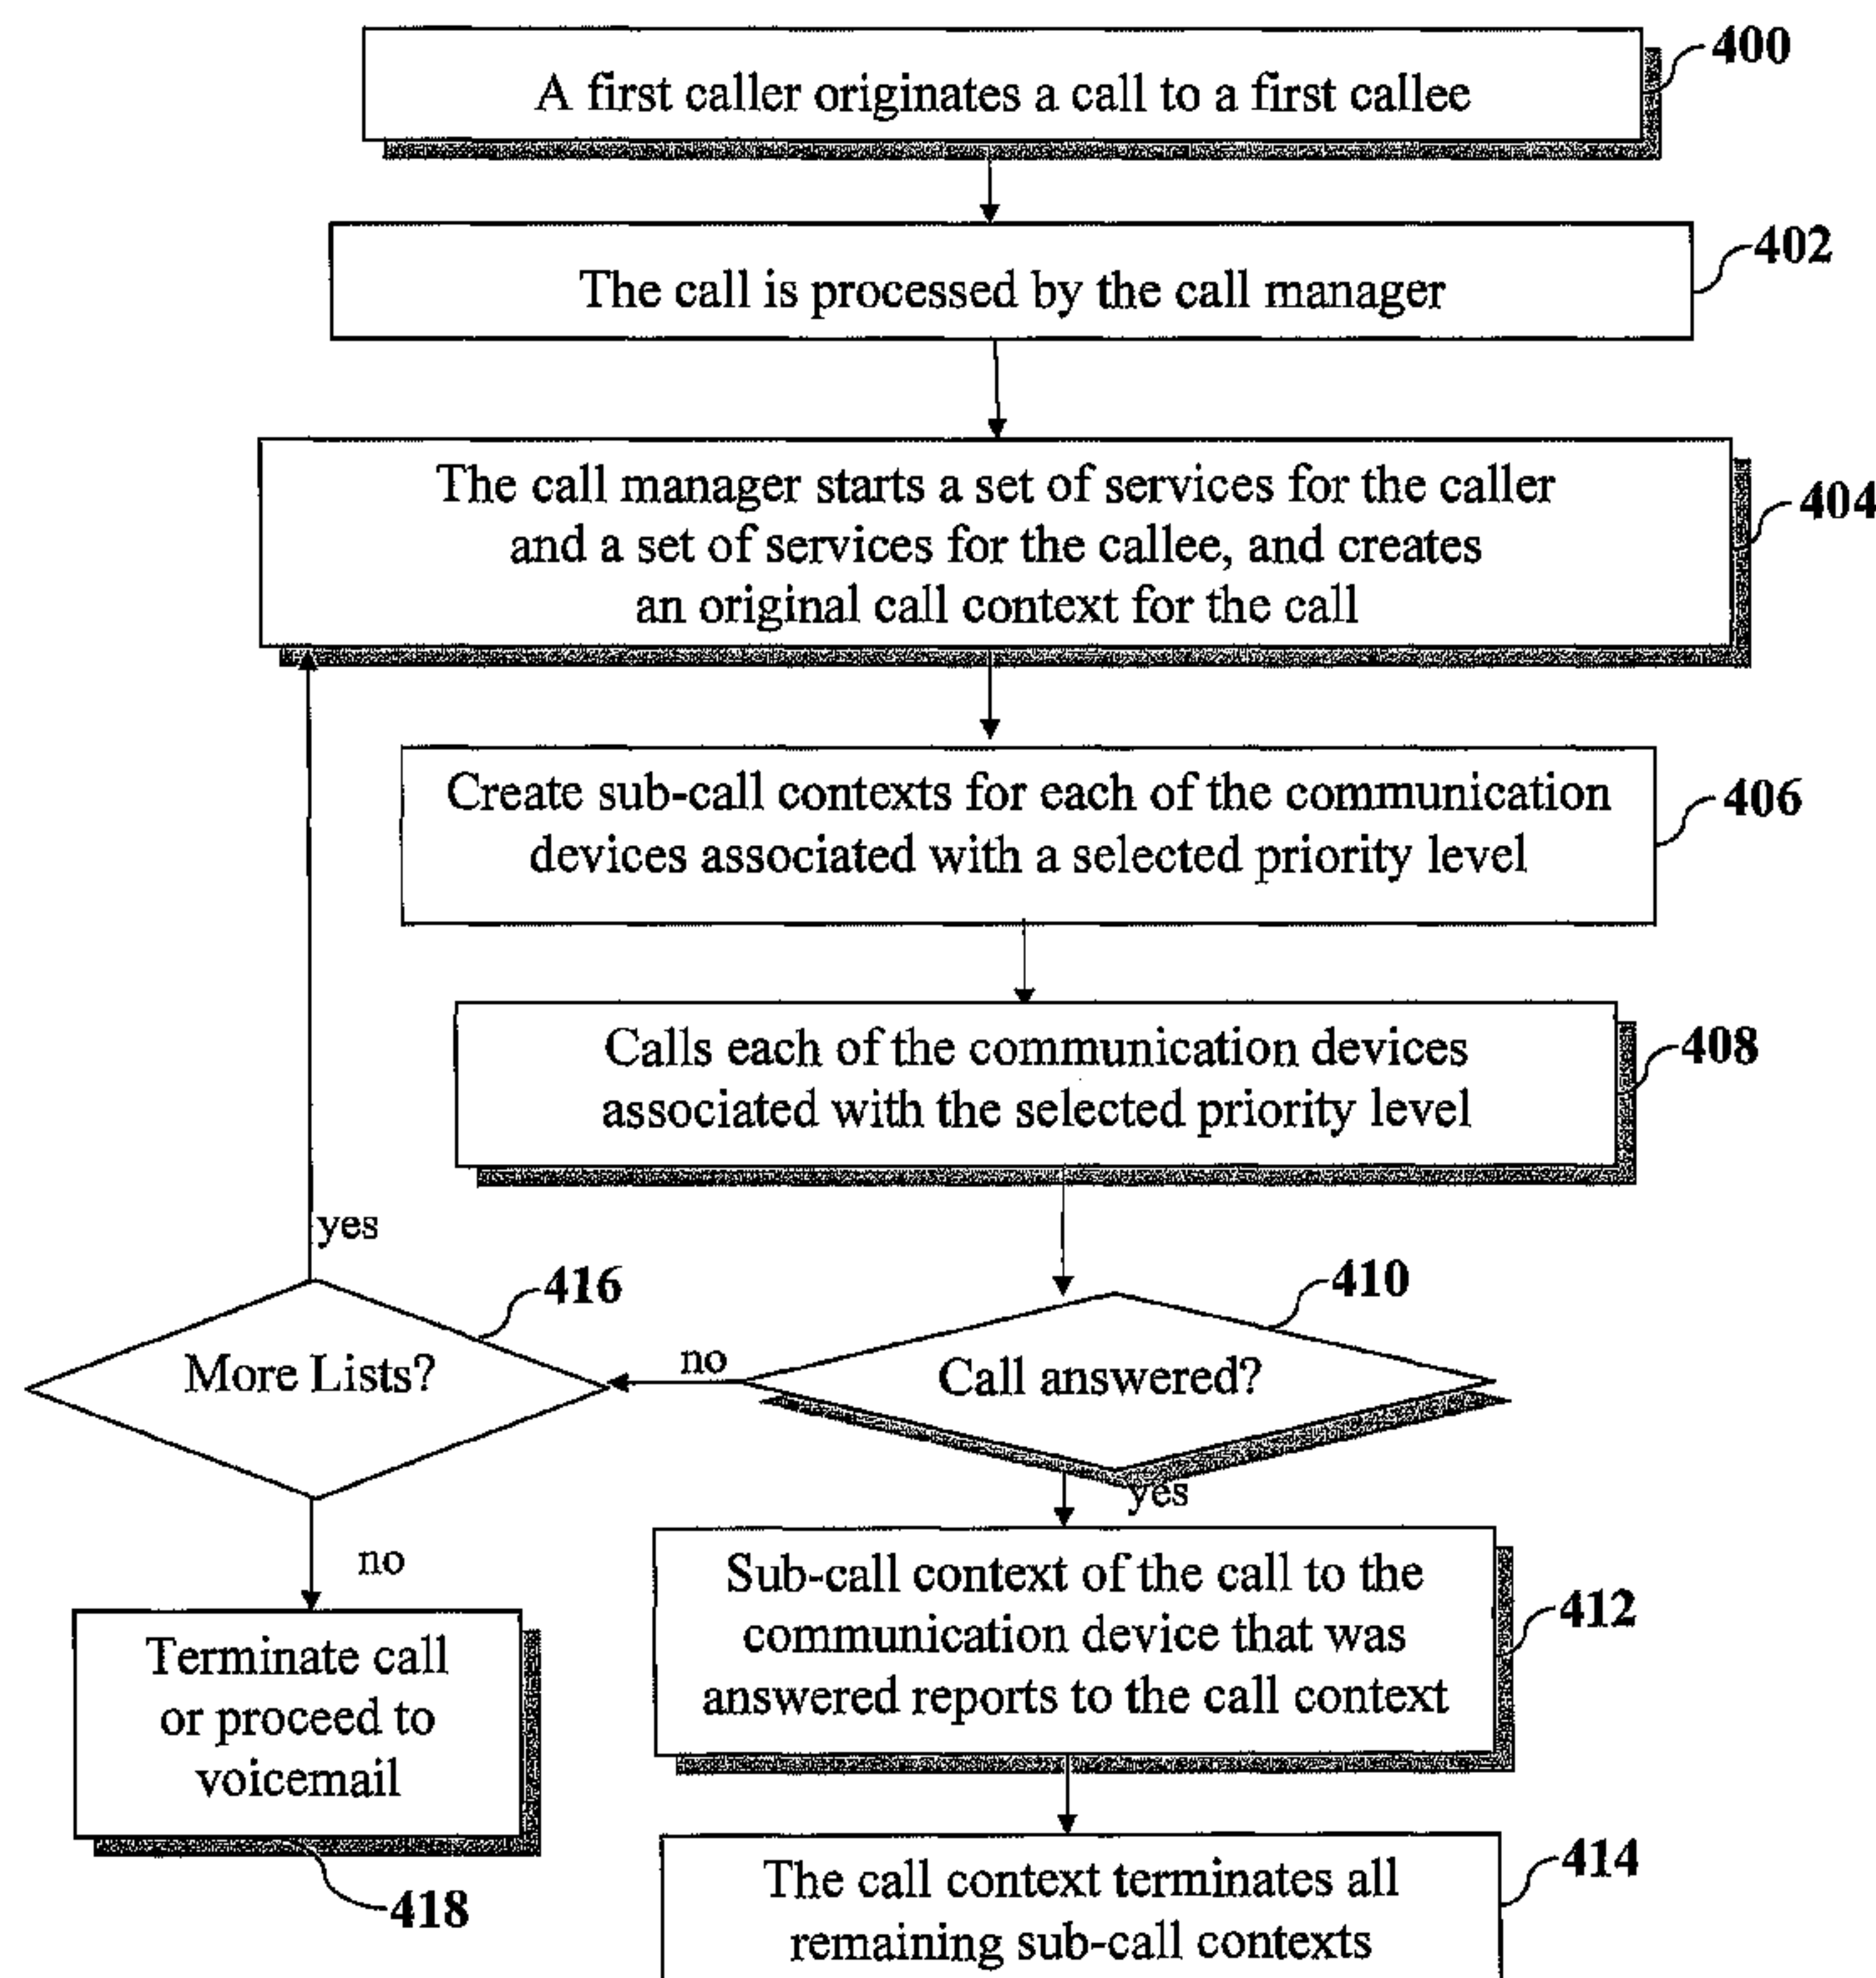 400
A first caller originates a call to a first callee
402
The call is processed by the call manager
404
The call manager starts a set of services for the caller
and a set of services for the callee, and creates
an original call context for the call
406
Create sub-call contexts for each of the communication
devices associated with a selected priority level
408
Calls each of the communication devices
associated with the selected priority level
yes
416
410
More Lists?
no
Call answered?
yes
no
Sub-call context of the call to the
communication device that was
answered reports to the call context
412
Terminate call
or proceed to
voicemail
418
The call context terminates all
remaining sub-call contexts
414